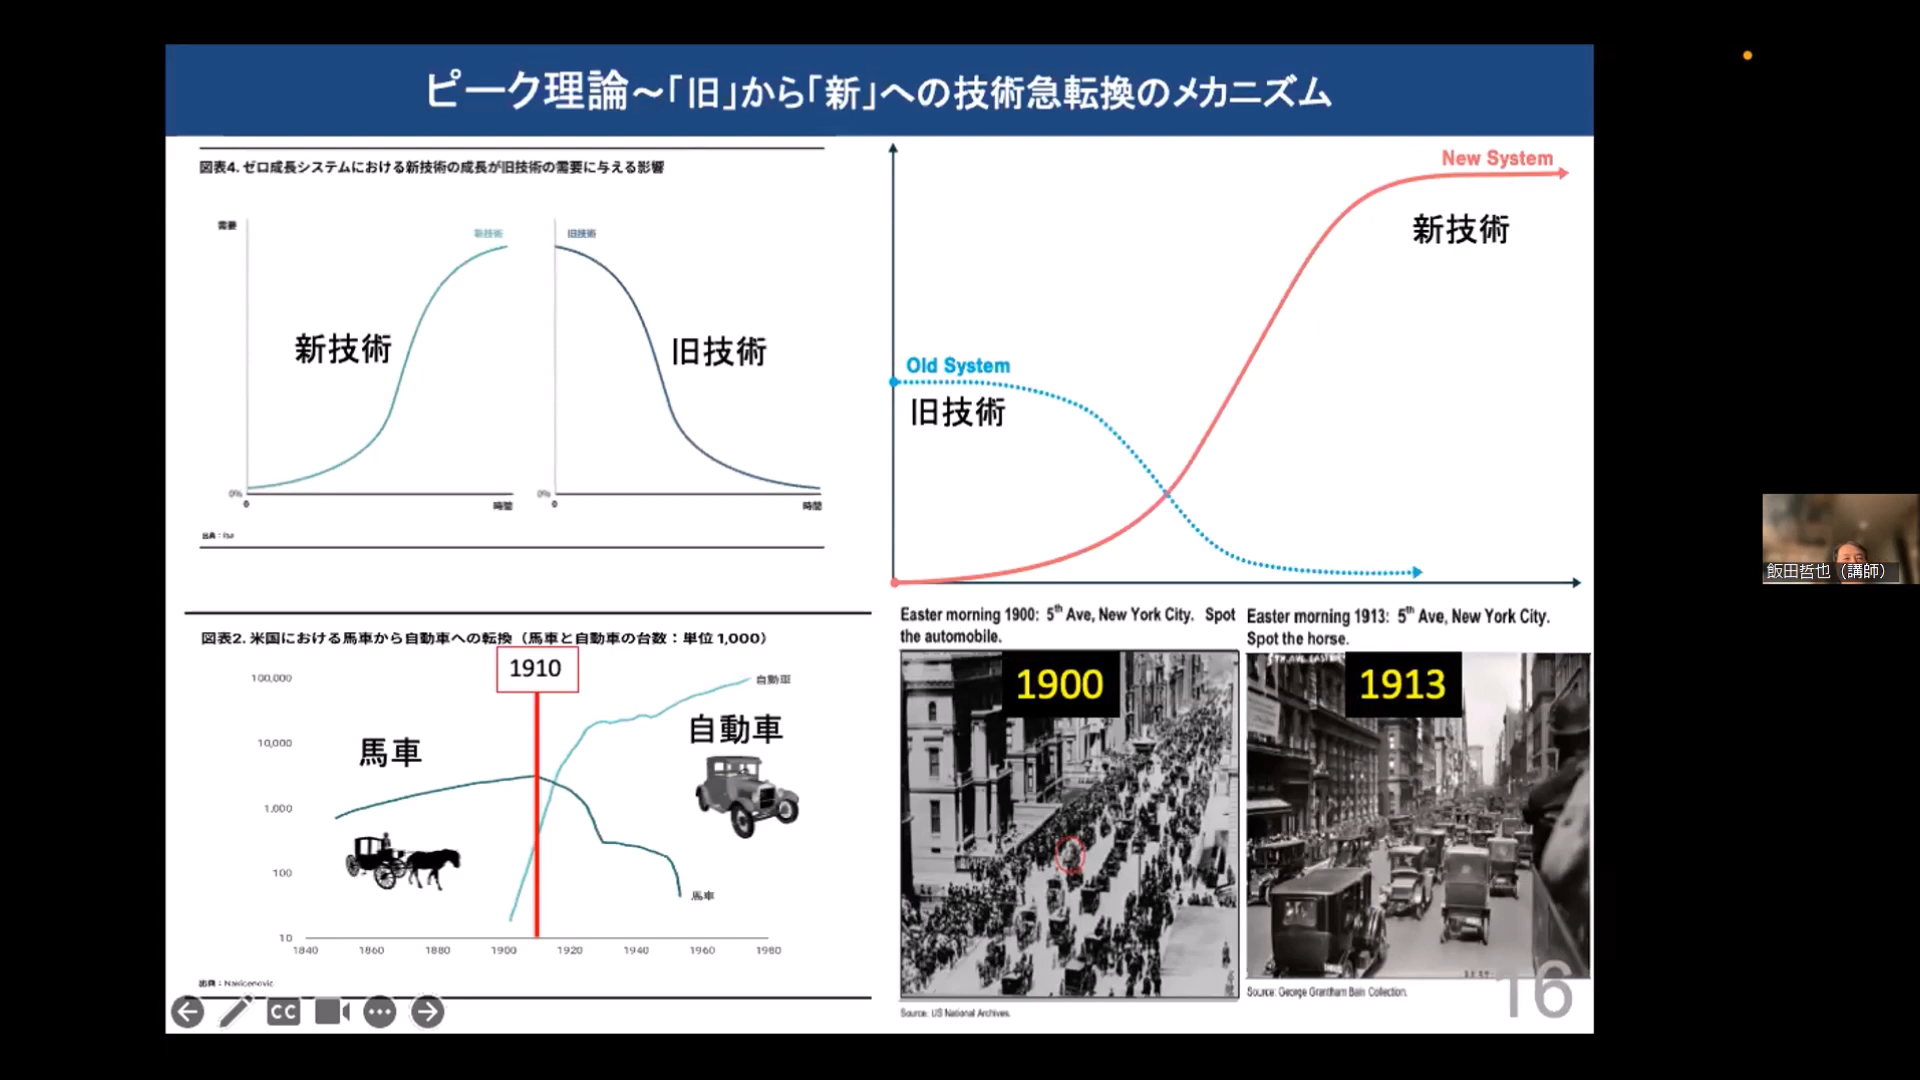 ピーク理論～「旧」から「新」への技術急転換のメカニズム
図表4. ゼロ成長システムにおける新技術の成長が旧技術の需要に与える影響
需要
新技術
新技術
0%
0
時間
旧技術
旧技術
0%
0
時間
出典：
New System
新技術
Old System
旧技術
図表2. 米国における馬車から自動車への転換（馬車と自動車の台数：単位 1,000）
1910
100,000
10,000
1,000
100
10
1840
1860
1880
1900
1920
1940
1960
1980
馬車
自動車
自動車
馬車
出典：Nakicenovic
Easter morning 1900: 5th Ave, New York City. Spot
the automobile.
1900
Source: US National Archives.
Easter morning 1913: 5th Ave, New York City.
Spot the horse.
1913
Source: George Grantham Bain Collection.
16
CC
飯田哲也（講師）